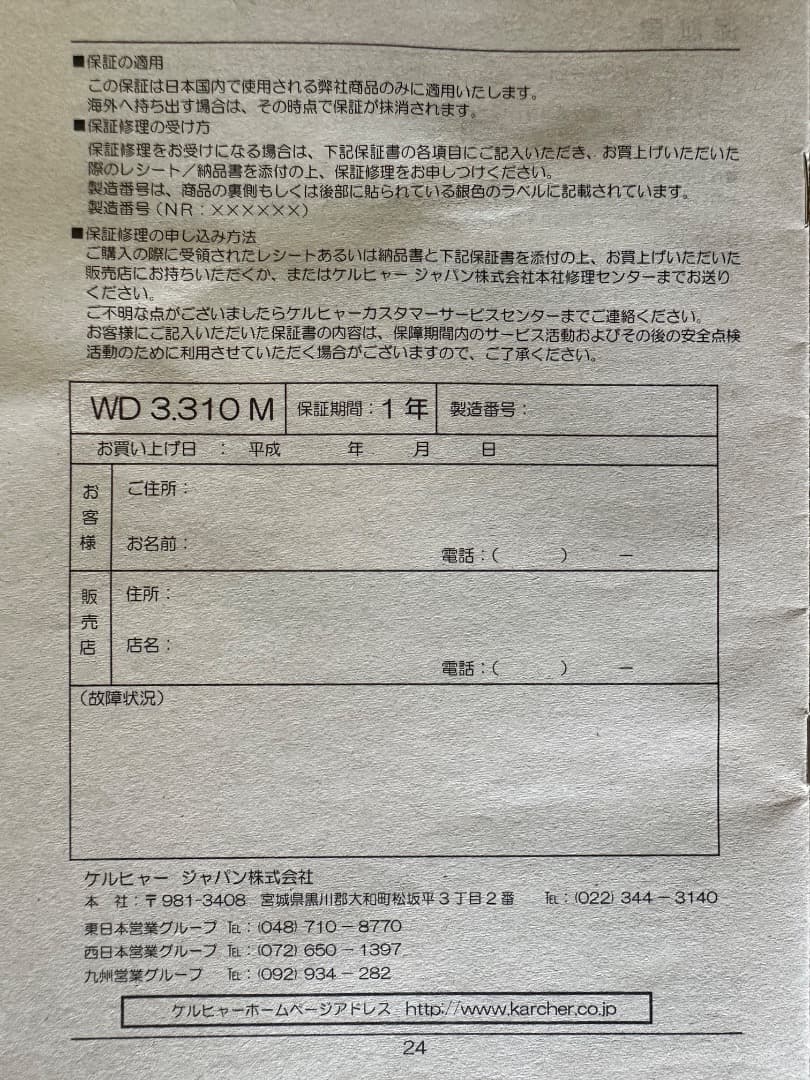 ■保証の適用
この保証は日本国内で使用される弊社商品のみに適用いたします。
海外へ持ち出す場合は、その時点で保証が抹消されます。
■保証修理の受け方
保証修理をお受けになる場合は、下記保証書の各項目にご記入いただき、お買上げいただいた
際のレシート／納品書を添付の上、保証修理をお申しつけください。
製造番号は、商品の裏側もしくは後部に貼られている銀色のラベルに記載されています。
製造番号（NR：××××××）
■保証修理の申し込み方法
ご購入の際に受領されたレシートあるいは納品書と下記保証書を添付の上、お買上げいただいた
販売店にお持ちいただくか、またはケルヒャー ジャパン株式会社本社修理センターまでお送り
ください。
ご不明な点がございましたらケルヒャーカスタマーサービスセンターまでご連絡ください。
お客様にご記入いただいた保証書の内容は、保障期間内のサービス活動およびその後の安全点検
活動のために利用させていただく場合がございますので、ご了承ください。
WD 3.310 M 保証期間：1 年 製造番号：
お買い上げ日 ： 平成 年 月 日
お客様
ご住所：
お名前：
電話：（ ） －
販売店
住所：
店名：
電話：（ ） －
（故障状況）
ケルヒャー ジャパン株式会社
本 社：〒981-3408 宮城県黒川郡大和町松坂平３丁目２番 ℡：(022) 344－3140
東日本営業グループ ℡：(048) 710－8770
西日本営業グループ ℡：(072) 650－1397
九州営業グループ ℡：(092) 934－282
ケルヒャーホームページアドレス http://www.karcher.co.jp
24